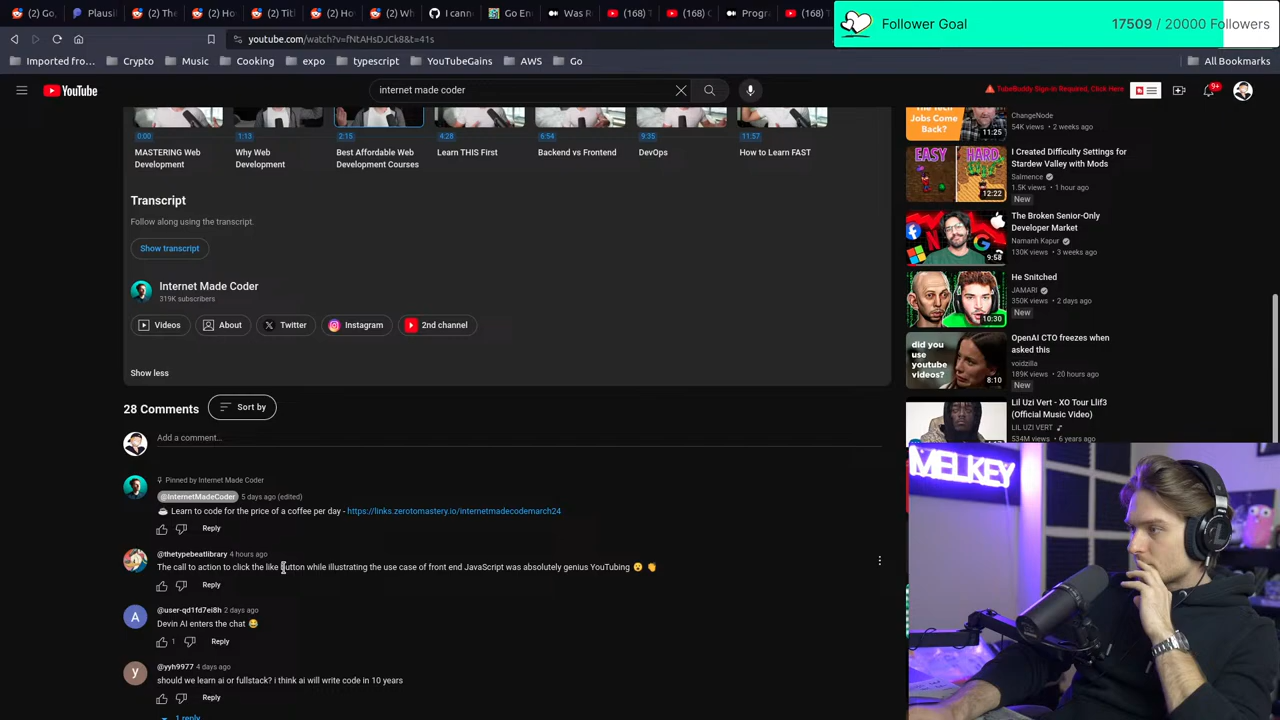 (2) Go,
Plausil
(2) The
(2) Ho
(2) Titl
(2) Ho
(2) Wh
I cann
Go En
Was R
(168) T
(168) C
Progr
(168) T
Follower Goal
17509 / 20000 Followers
youtube.com/watch?v=fNtAHsDJCk8&t=41s
Imported fro…
Crypto
Music
Cooking
expo
typescript
YouTubeGains
AWS
Go
All Bookmarks
YouTube
internet made coder
TubeBuddy Sign-In Required, Click Here
9+
0:00
1:13
2:15
4:28
6:54
9:35
11:57
MASTERING Web
Development
Why Web
Development
Best Affordable Web
Development Courses
Learn THIS First
Backend vs Frontend
DevOps
How to Learn FAST
Transcript
Follow along using the transcript.
Show transcript
Internet Made Coder
319K subscribers
Videos
About
Twitter
Instagram
2nd channel
Show less
28 Comments
Sort by
Add a comment...
Pinned by Internet Made Coder
@InternetMadeCoder 5 days ago (edited)
☕ Learn to code for the price of a coffee per day - https://links.zerotomastery.io/internetmadecodemarch24
Reply
@thetypebeatlibrary 4 hours ago
The call to action to click the like button while illustrating the use case of front end JavaScript was absolutely genius YouTubing 😮 👏
Reply
A
@user-qd1fd7ei8h 2 days ago
Devin AI enters the chat 😂
1
Reply
y
@yyh9977 4 days ago
should we learn ai or fullstack? i think ai will write code in 10 years
Reply
1 reply
Jobs Come
Back?
11:25
ChangeNode
54K views • 2 weeks ago
EASY
HARD
12:22
I Created Difficulty Settings for
Stardew Valley with Mods
Salmence
1.5K views • 1 hour ago
New
9:58
The Broken Senior-Only
Developer Market
Namanh Kapur
130K views • 3 weeks ago
10:30
He Snitched
JAMARI
350K views • 2 days ago
New
did you
use
youtube
videos?
8:10
OpenAI CTO freezes when
asked this
voidzilla
189K views • 20 hours ago
New
Lil Uzi Vert - XO Tour Llif3
(Official Music Video)
LIL UZI VERT
534M views • 6 years ago
MELKEY